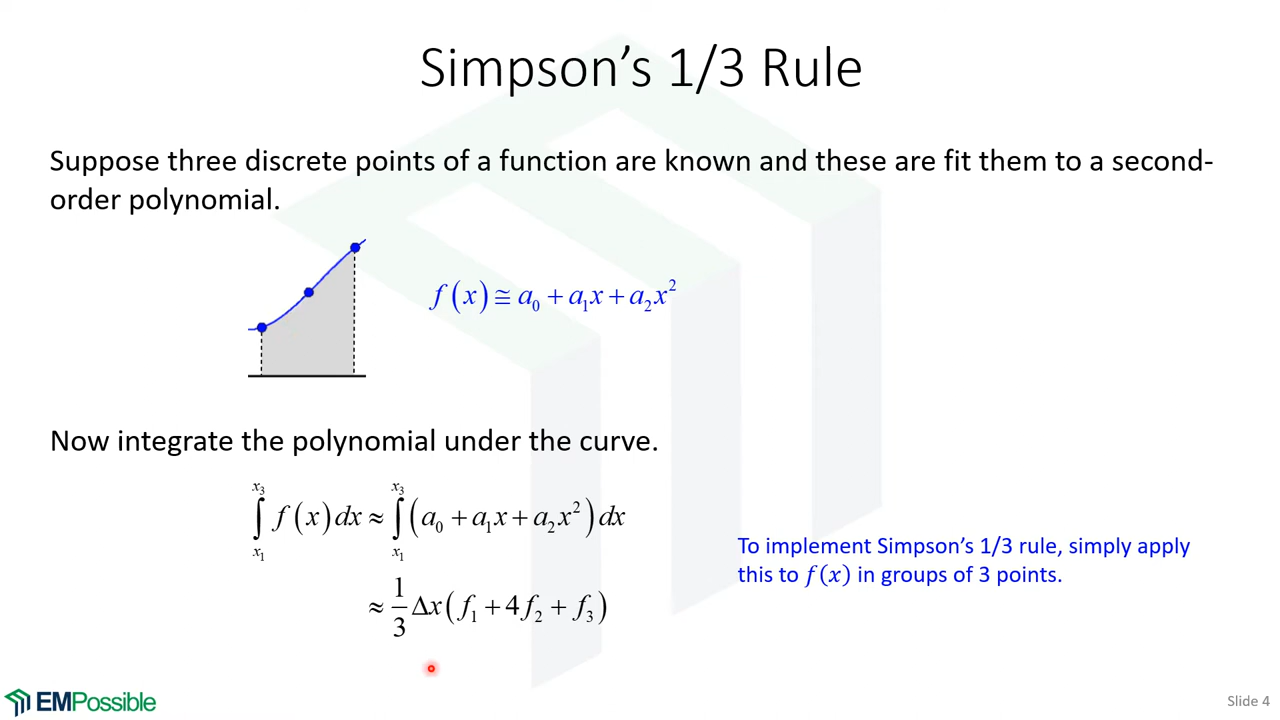 Simpson’s 1/3 Rule
Suppose three discrete points of a function are known and these are fit them to a second-
order polynomial.
f(x) ≅ a₀ + a₁x + a₂x²
Now integrate the polynomial under the curve.
∫_{x₁}^{x₃} f(x)dx ≈ ∫_{x₁}^{x₃} (a₀ + a₁x + a₂x²)dx
≈ 1/3 Δx(f₁ + 4f₂ + f₃)
To implement Simpson’s 1/3 rule, simply apply
this to f(x) in groups of 3 points.
EMPossible
Slide 4